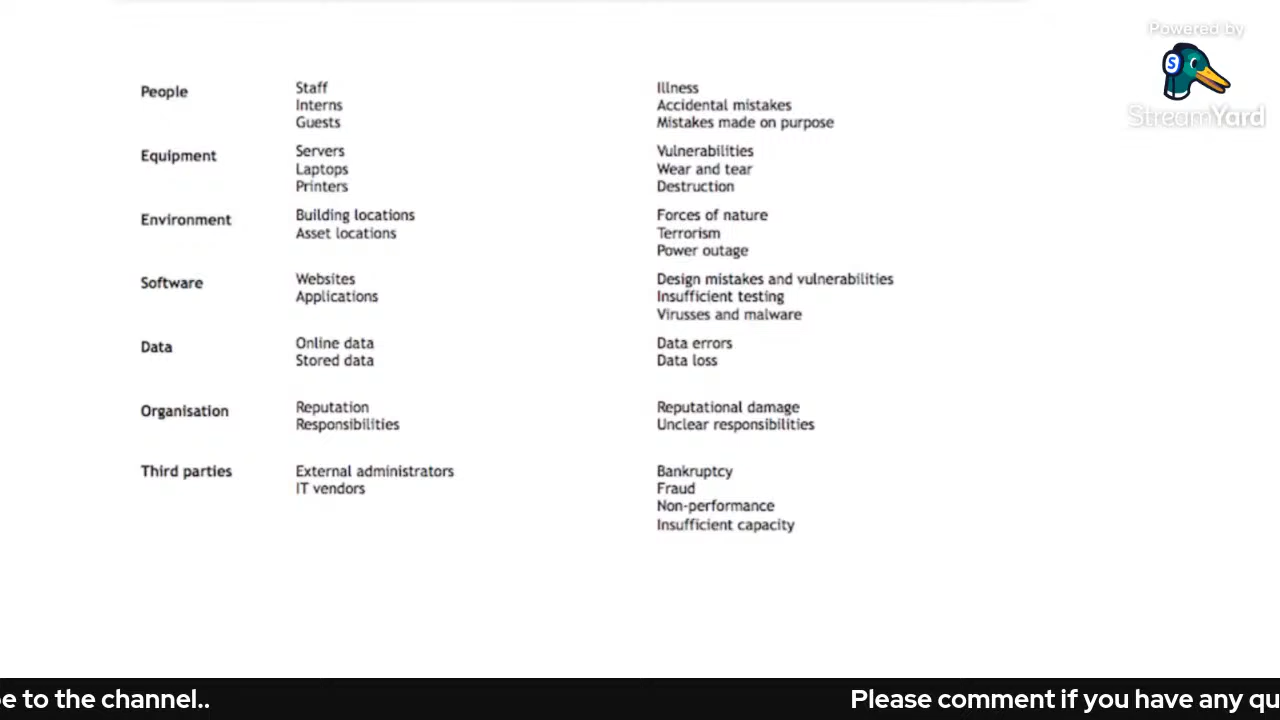 Powered by
StreamYard
People
Staff
Interns
Guests
Illness
Accidental mistakes
Mistakes made on purpose
Equipment
Servers
Laptops
Printers
Vulnerabilities
Wear and tear
Destruction
Environment
Building locations
Asset locations
Forces of nature
Terrorism
Power outage
Software
Websites
Applications
Design mistakes and vulnerabilities
Insufficient testing
Virusses and malware
Data
Online data
Stored data
Data errors
Data loss
Organisation
Reputation
Responsibilities
Reputational damage
Unclear responsibilities
Third parties
External administrators
IT vendors
Bankruptcy
Fraud
Non-performance
Insufficient capacity
e to the channel.. Please comment if you have any qu